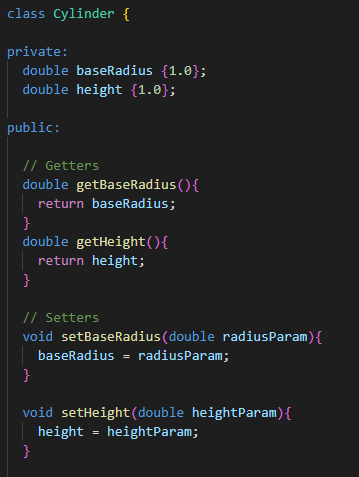 class Cylinder {
private:
double baseRadius {1.0};
double height {1.0};
public:
// Getters
double getBaseRadius(){
return baseRadius;
}
double getHeight(){
return height;
}
// Setters
void setBaseRadius(double radiusParam){
baseRadius = radiusParam;
}
void setHeight(double heightParam){
height = heightParam;
}